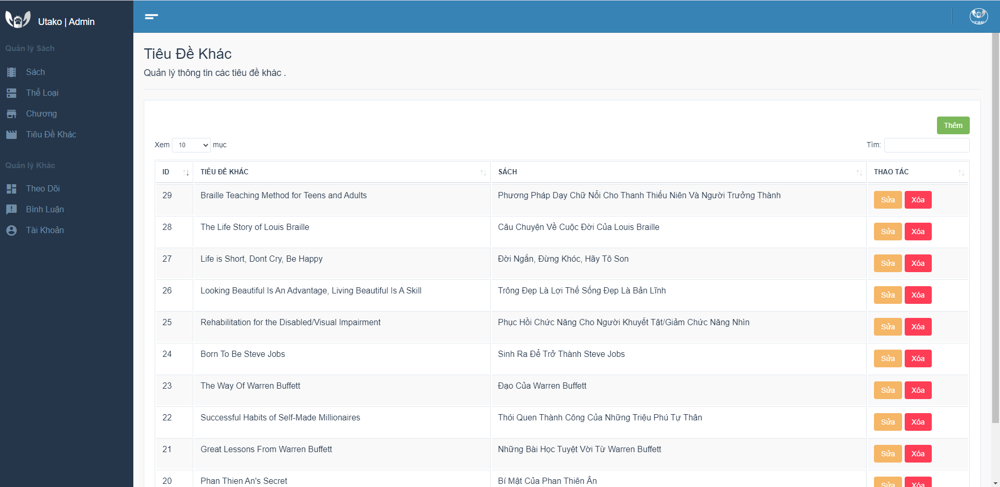 Utako | Admin
Quản lý Sách
Sách
Thể Loại
Chương
Tiêu Đề Khác
Quản lý Khác
Theo Dõi
Bình Luận
Tài Khoản
Tiêu Đề Khác
Quản lý thông tin các tiêu đề khác .
Thêm
Xem 10 mục
Tìm:
ID TIÊU ĐỀ KHÁC SÁCH THAO TÁC
29 Braille Teaching Method for Teens and Adults Phương Pháp Dạy Chữ Nổi Cho Thanh Thiếu Niên Và Người Trưởng Thành Sửa Xóa
28 The Life Story of Louis Braille Câu Chuyện Về Cuộc Đời Của Louis Braille Sửa Xóa
27 Life is Short, Dont Cry, Be Happy Đời Ngắn, Đừng Khóc, Hãy Tô Son Sửa Xóa
26 Looking Beautiful Is An Advantage, Living Beautiful Is A Skill Trông Đẹp Là Lợi Thế Sống Đẹp Là Bản Lĩnh Sửa Xóa
25 Rehabilitation for the Disabled/Visual Impairment Phục Hồi Chức Năng Cho Người Khuyết Tật/Giảm Chức Năng Nhìn Sửa Xóa
24 Born To Be Steve Jobs Sinh Ra Để Trở Thành Steve Jobs Sửa Xóa
23 The Way Of Warren Buffett Đạo Của Warren Buffett Sửa Xóa
22 Successful Habits of Self-Made Millionaires Thói Quen Thành Công Của Những Triệu Phú Tự Thân Sửa Xóa
21 Great Lessons From Warren Buffett Những Bài Học Tuyệt Vời Từ Warren Buffett Sửa Xóa
20 Phan Thien An's Secret Bí Mật Của Phan Thiên Ân Sửa Xóa